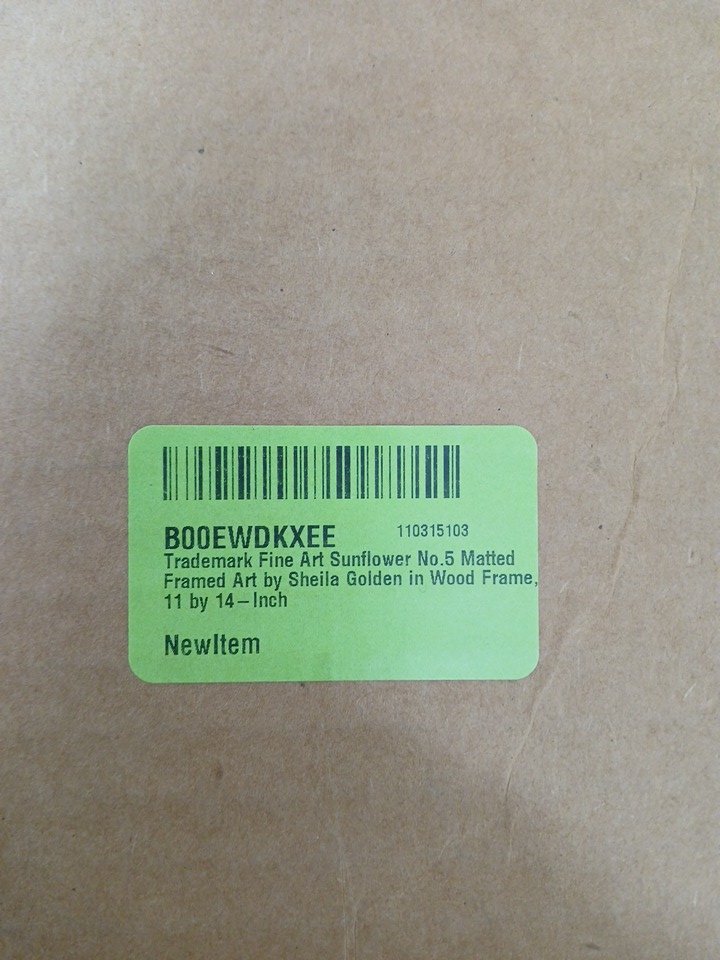 B00EWDKXEE 110315103
Trademark Fine Art Sunflower No.5 Matted
Framed Art by Sheila Golden in Wood Frame,
11 by 14-Inch
NewItem